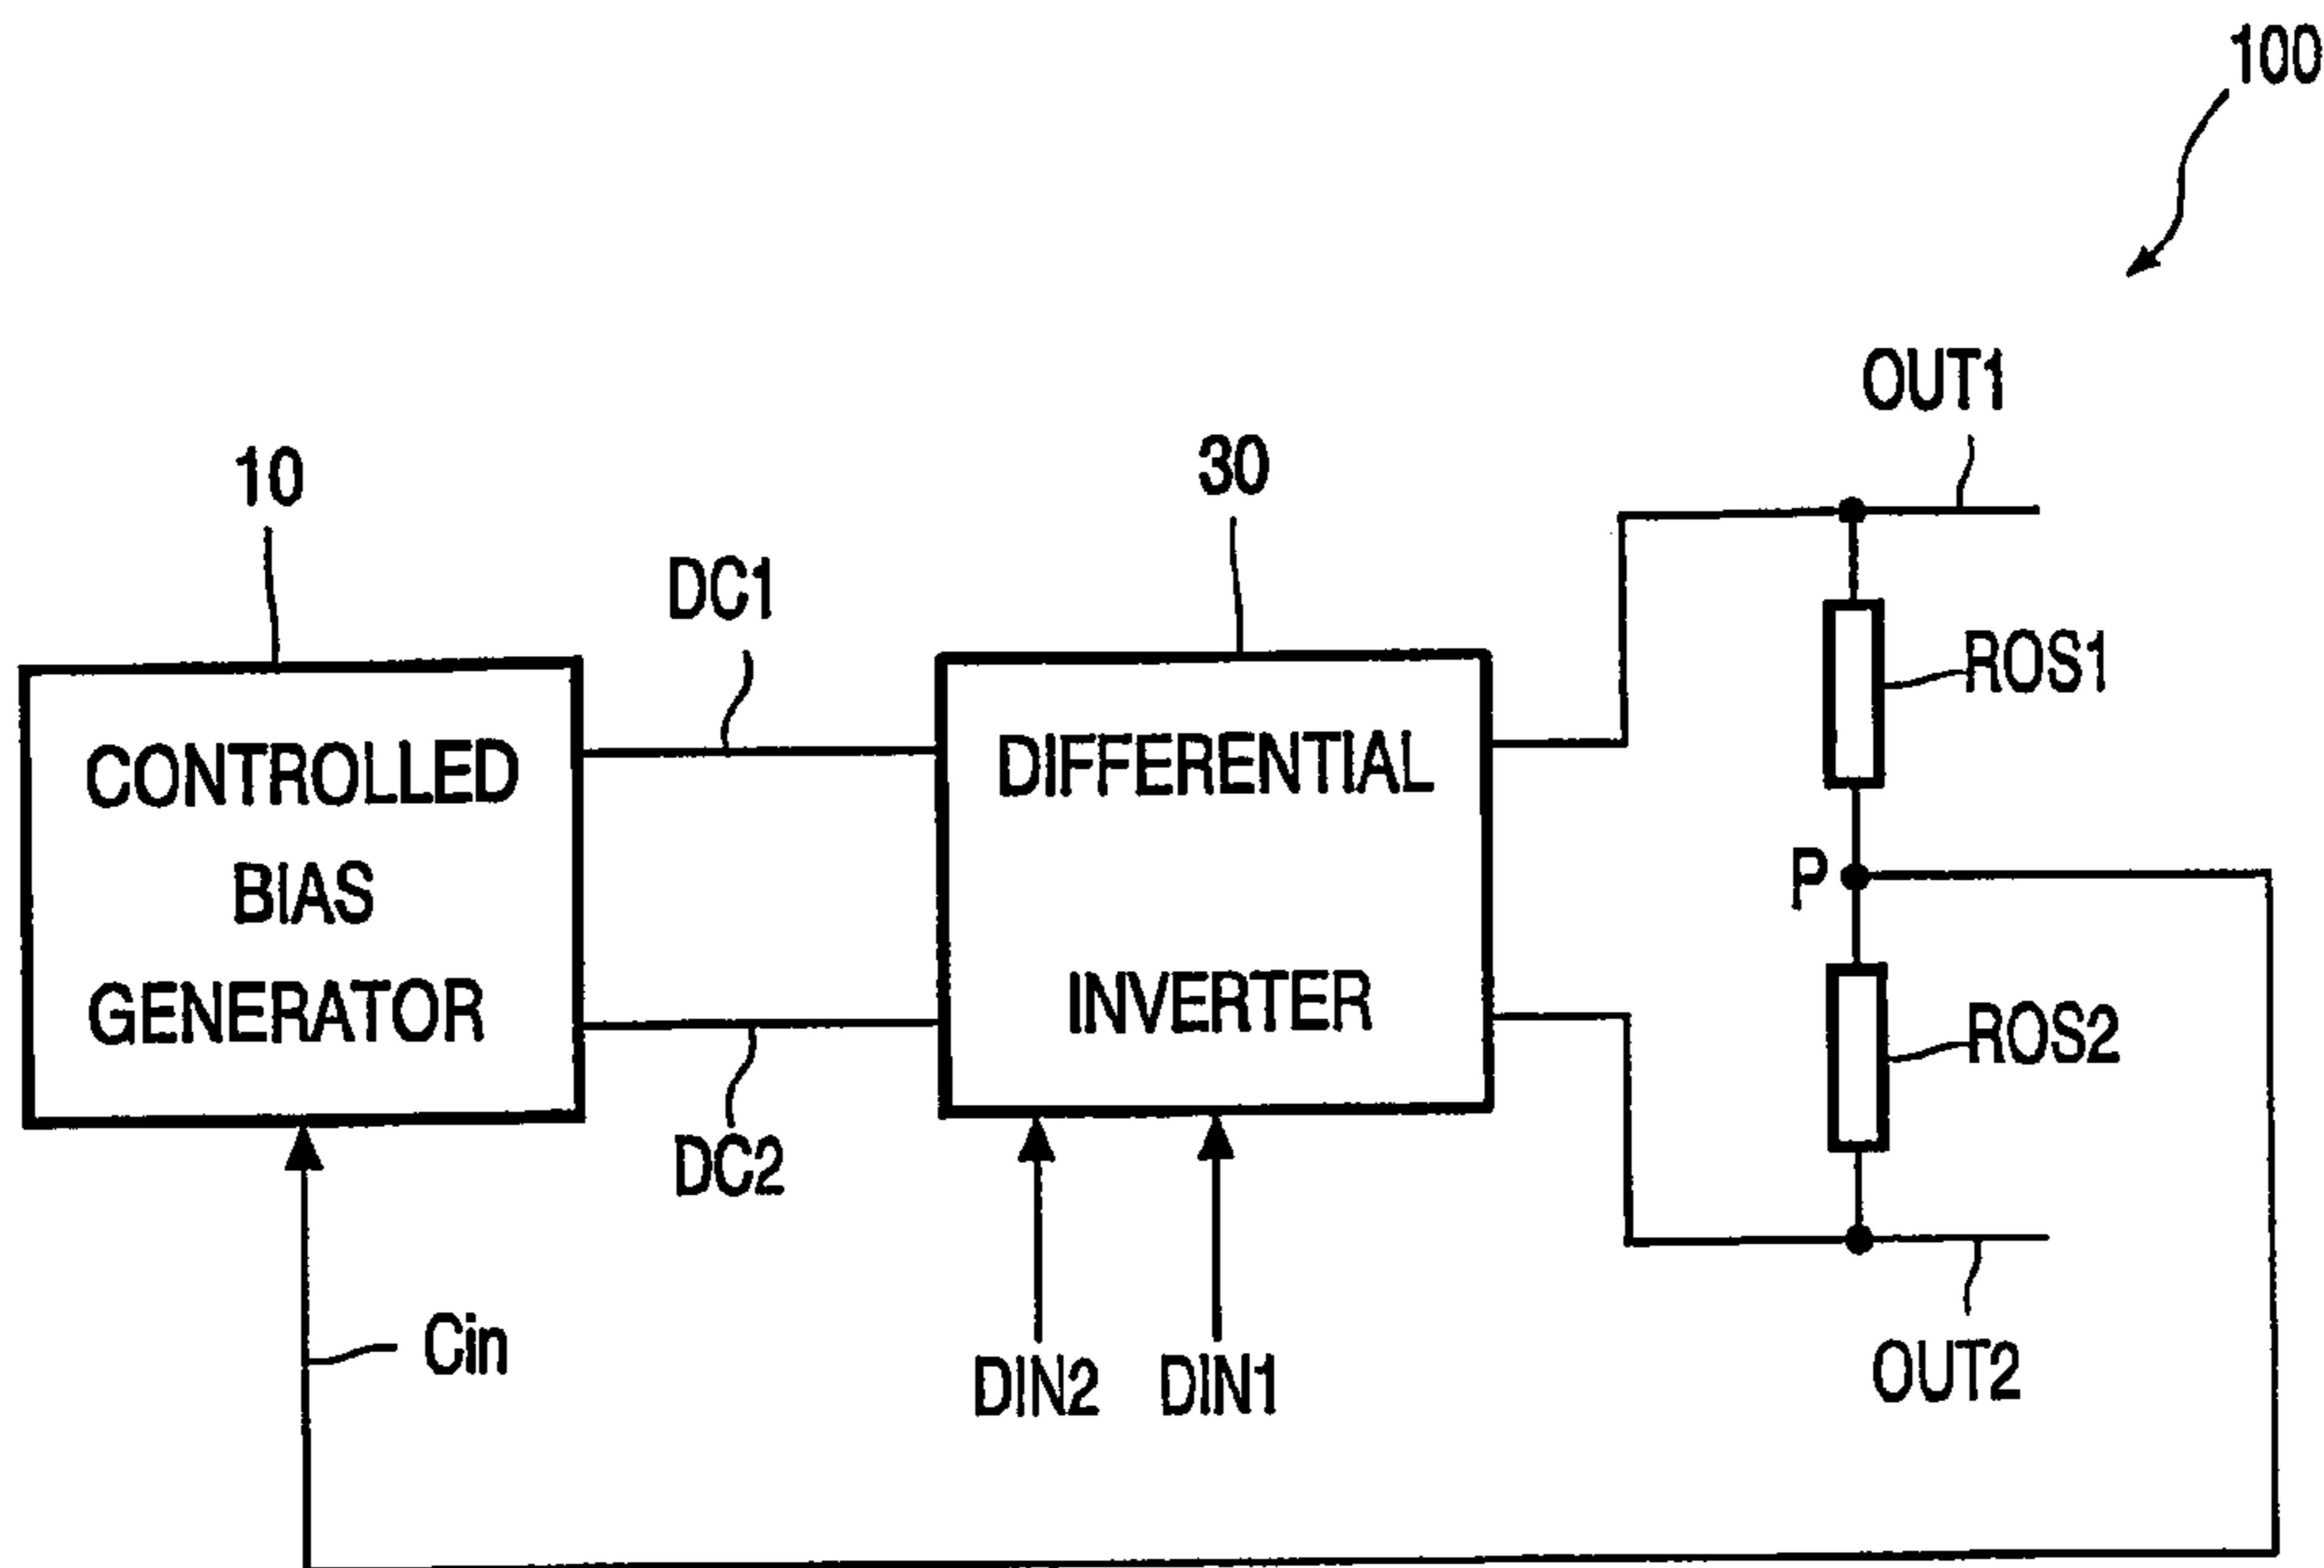 100
OUT1
10
30
DC1
ROS1
CONTROLLED
BIAS
GENERATOR
DIFFERENTIAL
INVERTER
P
ROS2
DC2
Cin
DIN2
DIN1
OUT2